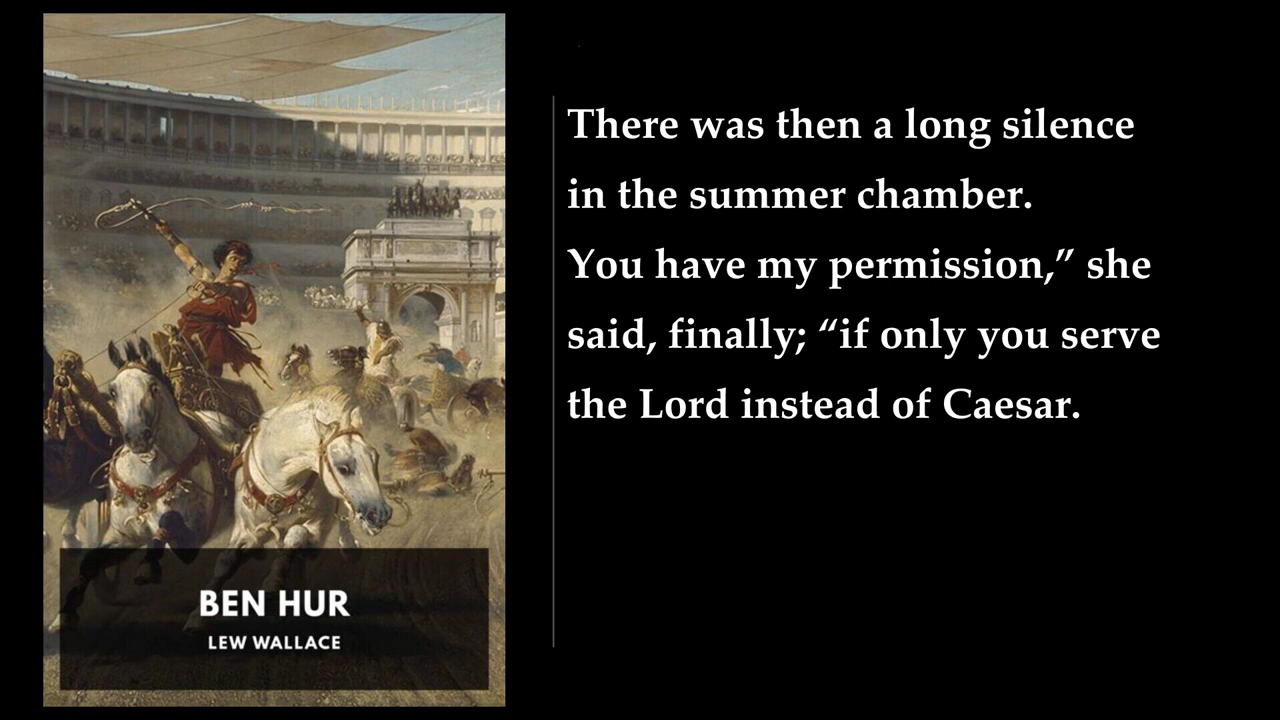 There was then a long silence
in the summer chamber.
You have my permission,” she
said, finally; “if only you serve
the Lord instead of Caesar.
BEN HUR
LEW WALLACE